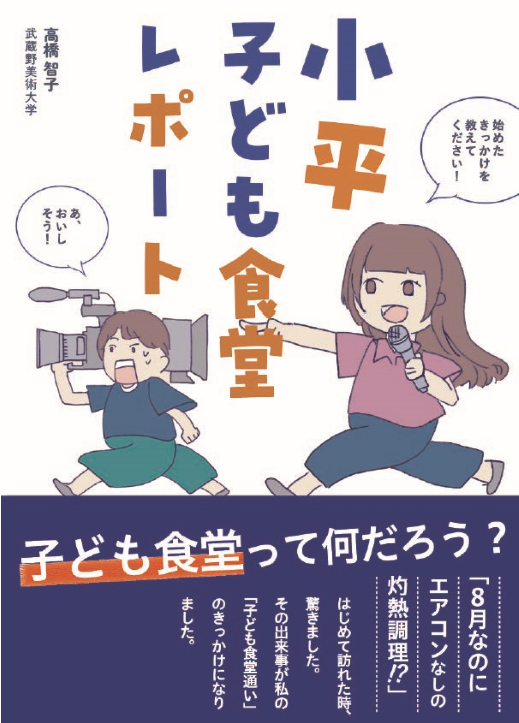 小平
子ども食堂
レポート
高橋 智子
武蔵野美術大学
始めた
きっかけを
教えて
ください！
あ、
おいし
そう！
子ども食堂って何だろう？
「8月なのに
エアコンなしの
灼熱調理!?」
はじめて訪れた時、
驚きました。
その出来事が私の
「子ども食堂通い」
のきっかけになり
ました。